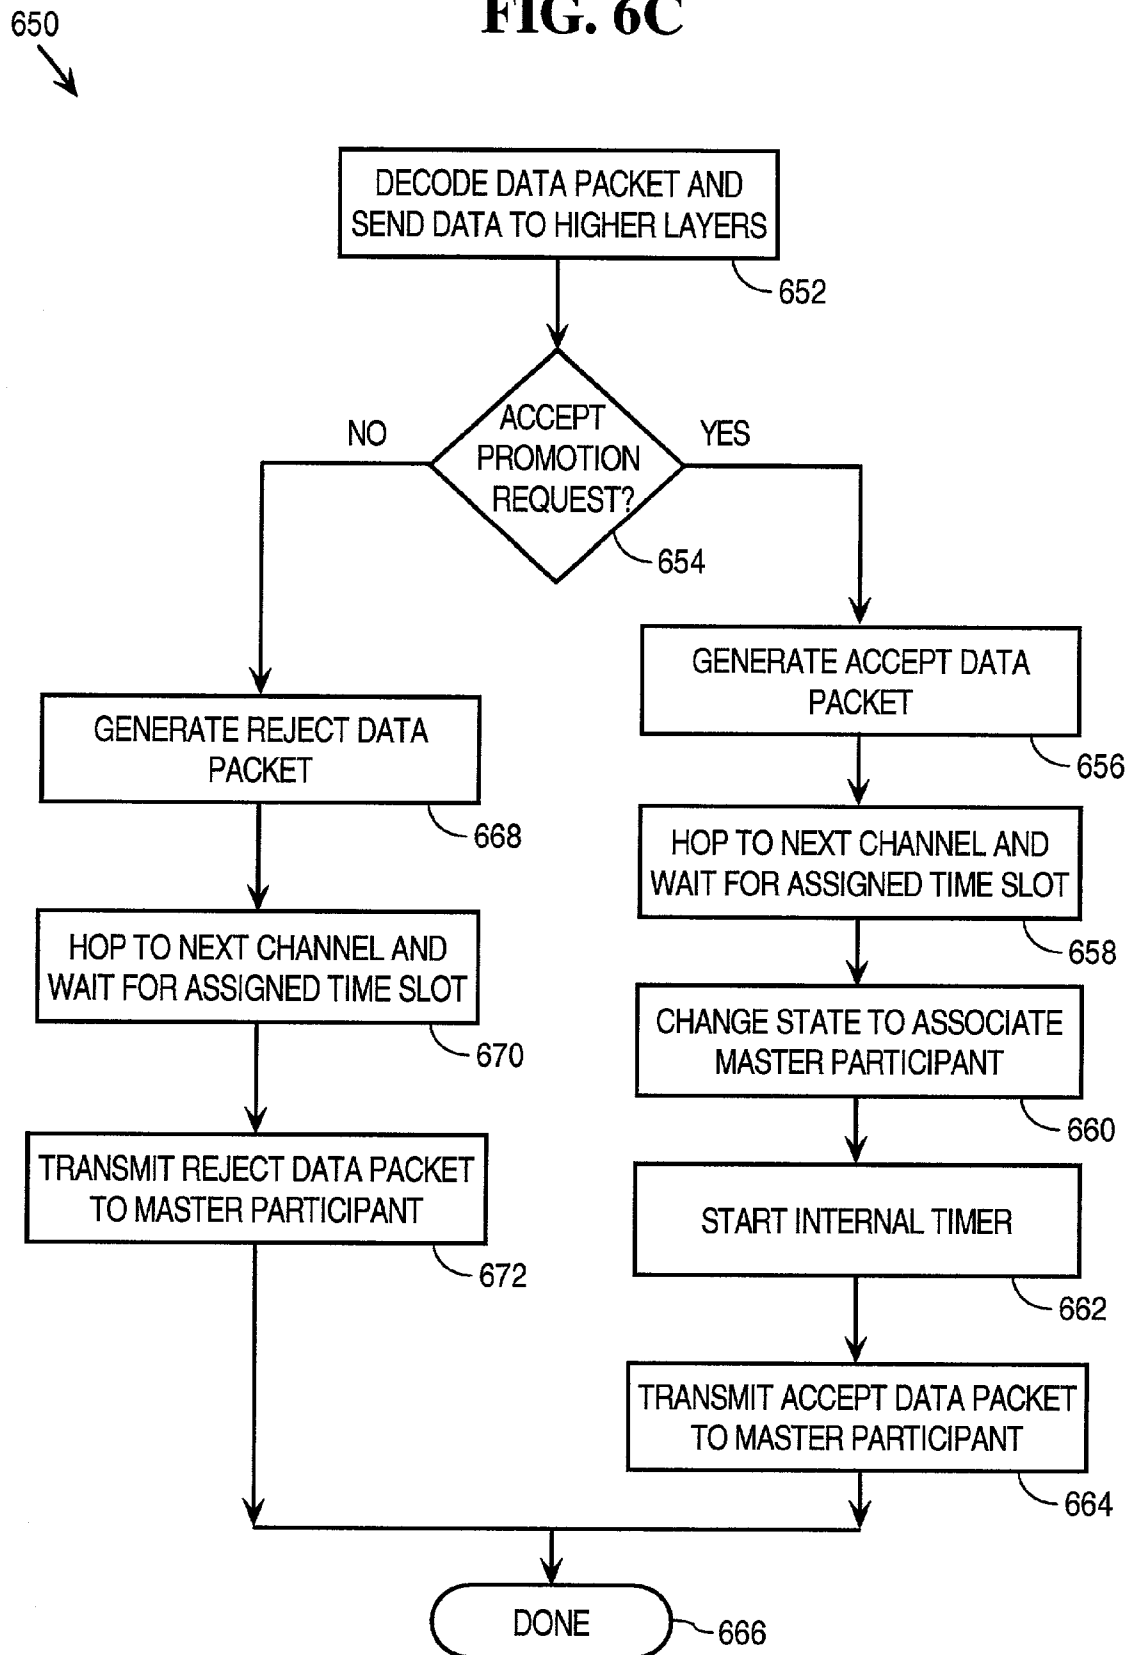 FIG. 6C
650
DECODE DATA PACKET AND
SEND DATA TO HIGHER LAYERS
652
ACCEPT
PROMOTION
REQUEST?
654
NO
YES
GENERATE ACCEPT DATA
PACKET
656
HOP TO NEXT CHANNEL AND
WAIT FOR ASSIGNED TIME SLOT
658
CHANGE STATE TO ASSOCIATE
MASTER PARTICIPANT
660
START INTERNAL TIMER
662
TRANSMIT ACCEPT DATA PACKET
TO MASTER PARTICIPANT
664
GENERATE REJECT DATA
PACKET
668
HOP TO NEXT CHANNEL AND
WAIT FOR ASSIGNED TIME SLOT
670
TRANSMIT REJECT DATA PACKET
TO MASTER PARTICIPANT
672
DONE
666